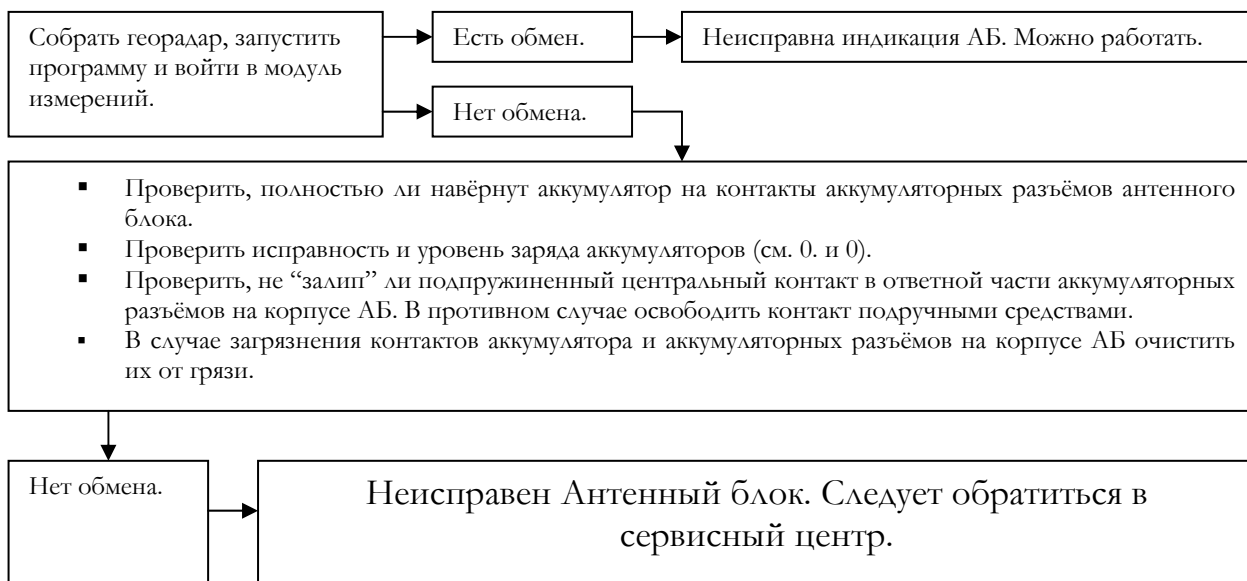 Собрать георадар, запустить
программу и войти в модуль
измерений.
Есть обмен.
Неисправна индикация АБ. Можно работать.
Нет обмена.
▪ Проверить, полностью ли навёрнут аккумулятор на контакты аккумуляторных разъёмов антенного
блока.
▪ Проверить исправность и уровень заряда аккумуляторов (см. 0. и 0).
▪ Проверить, не “залип” ли подпружиненный центральный контакт в ответной части аккумуляторных
разъёмов на корпусе АБ. В противном случае освободить контакт подручными средствами.
▪ В случае загрязнения контактов аккумулятора и аккумуляторных разъёмов на корпусе АБ очистить
их от грязи.
Нет обмена.
Неисправен Антенный блок. Следует обратиться в
сервисный центр.